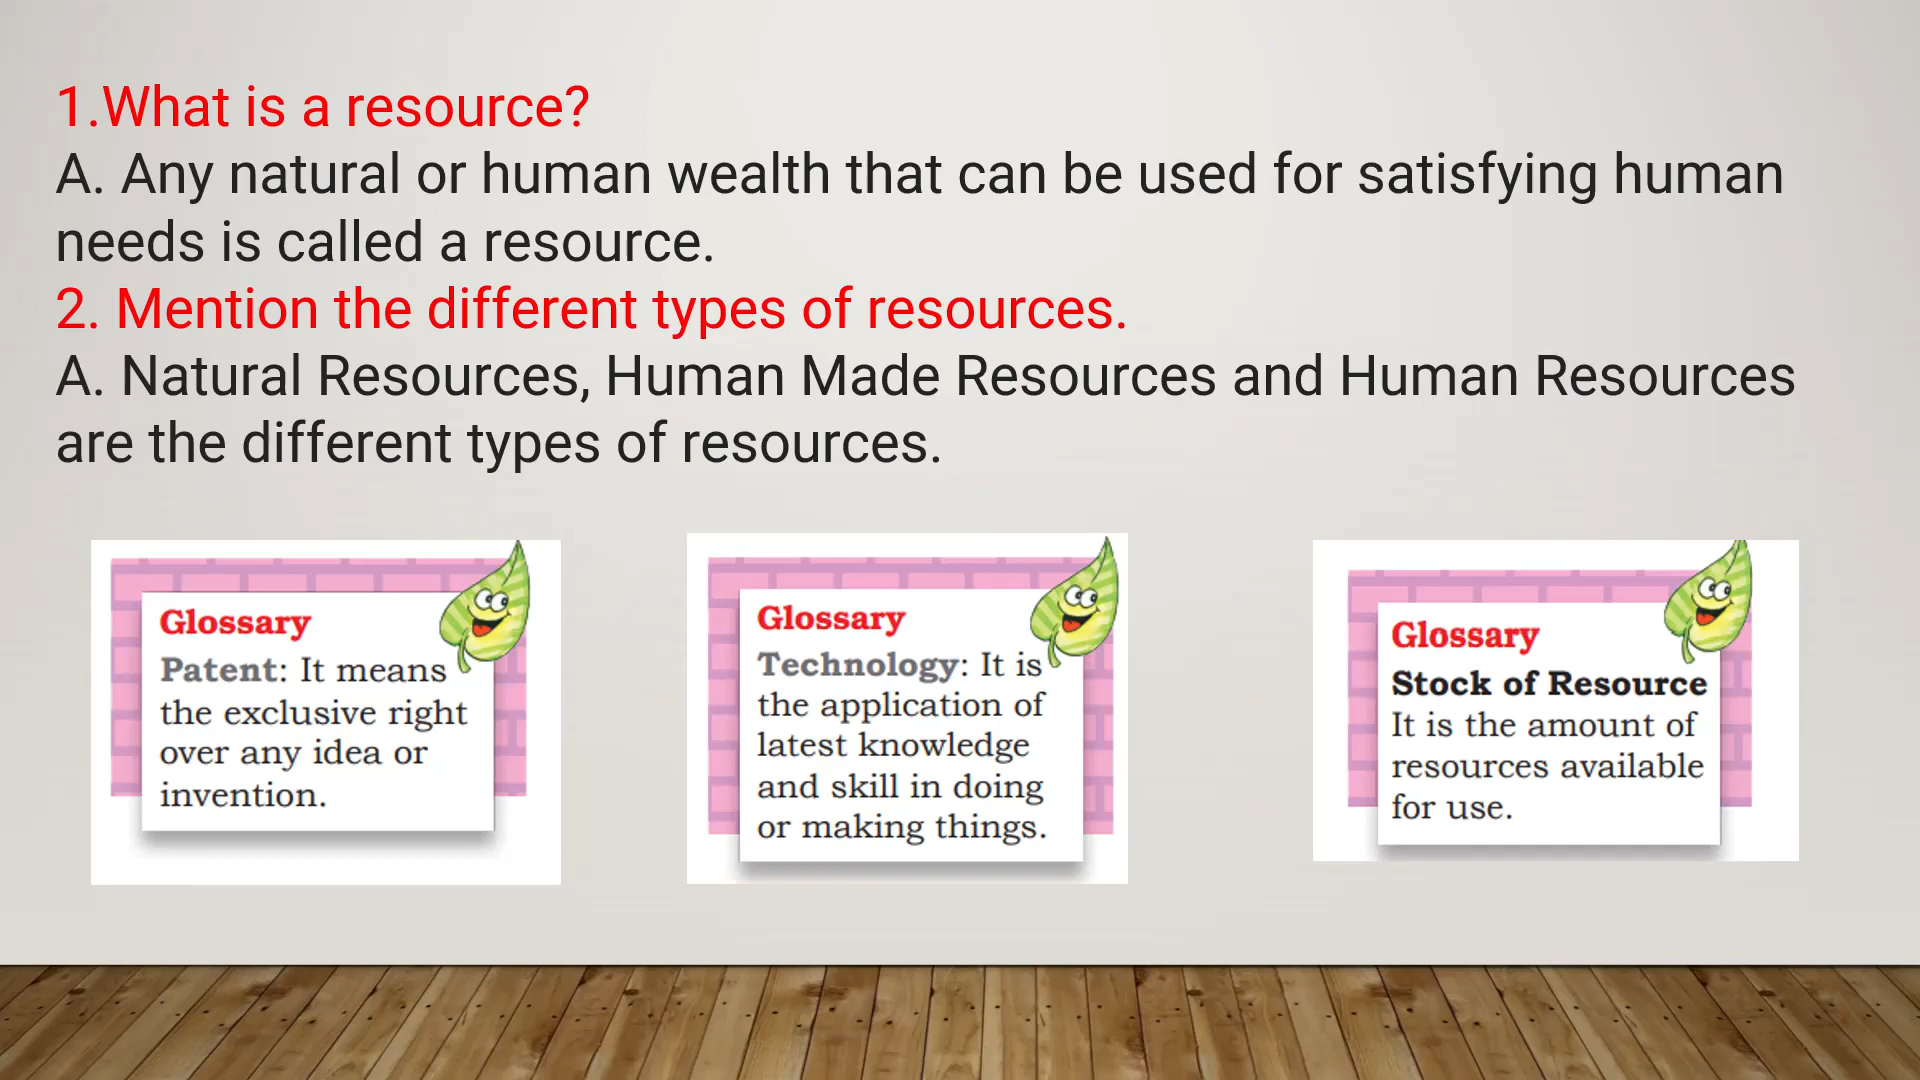 1.What is a resource?
A. Any natural or human wealth that can be used for satisfying human
needs is called a resource.
2. Mention the different types of resources.
A. Natural Resources, Human Made Resources and Human Resources
are the different types of resources.
Glossary
Patent: It means
the exclusive right
over any idea or
invention.
Glossary
Technology: It is
the application of
latest knowledge
and skill in doing
or making things.
Glossary
Stock of Resource
It is the amount of
resources available
for use.